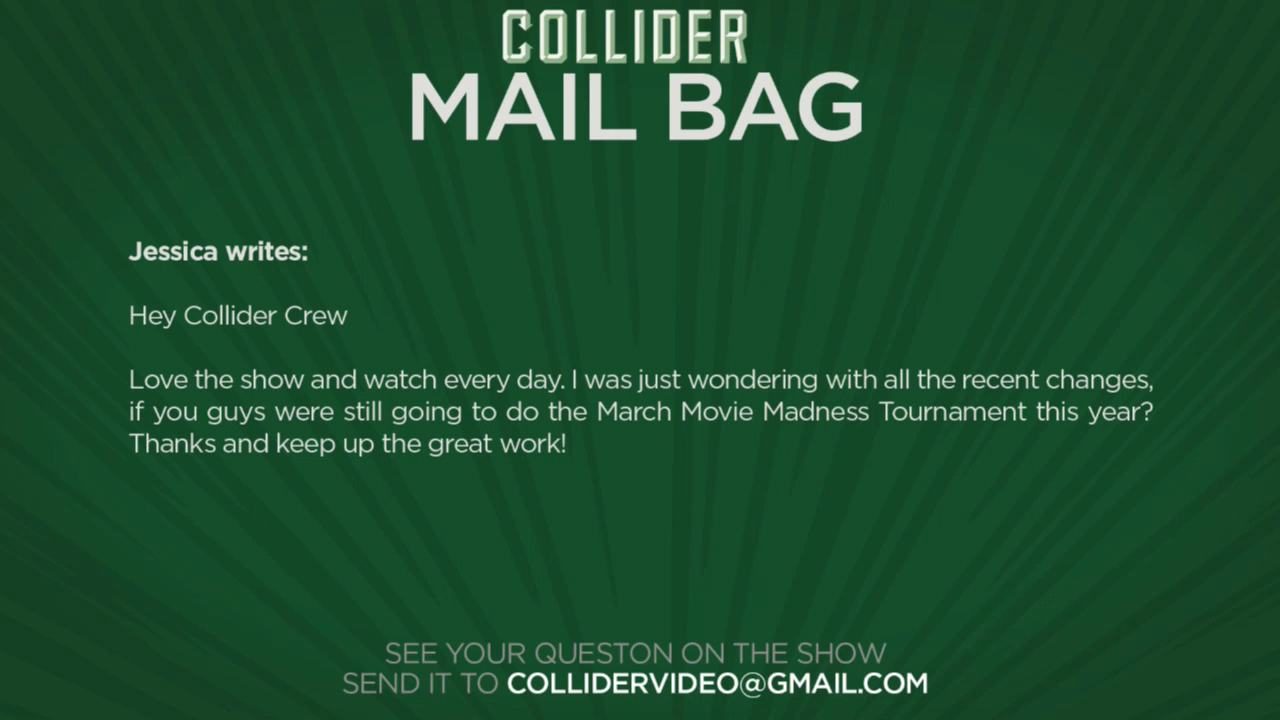 COLLIDER
MAIL BAG
Jessica writes:
Hey Collider Crew
Love the show and watch every day. I was just wondering with all the recent changes,
if you guys were still going to do the March Movie Madness Tournament this year?
Thanks and keep up the great work!
SEE YOUR QUESTON ON THE SHOW
SEND IT TO COLLIDERVIDEO@GMAIL.COM